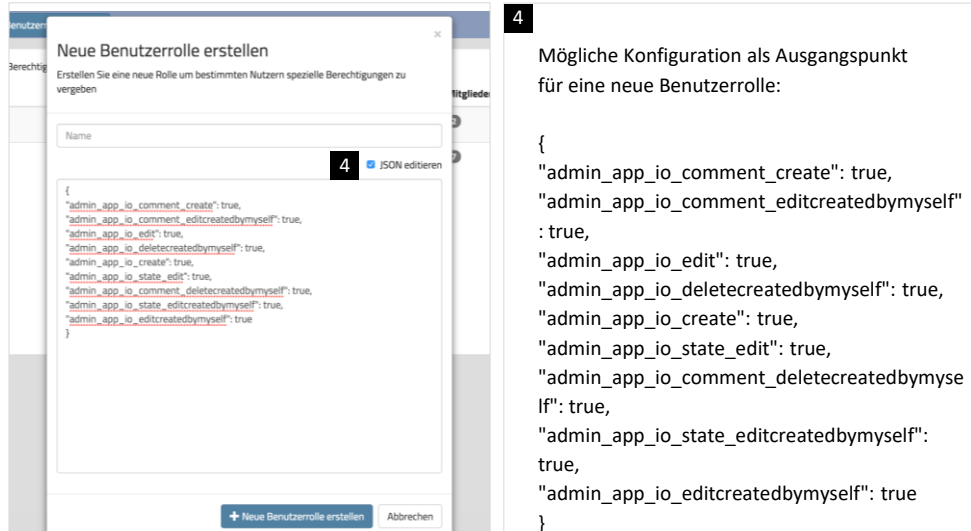 enutzer
×
Neue Benutzerrolle erstellen
Erstellen Sie eine neue Rolle um bestimmten Nutzern spezielle Berechtigungen zu
vergeben
Berechtig
Mitglieder
Name
4
JSON editieren
{
"admin_app_io_comment_create": true,
"admin_app_io_comment_editcreatedbymyself": true,
"admin_app_io_edit": true,
"admin_app_io_deletecreatedbymyself": true,
"admin_app_io_create": true,
"admin_app_io_state_edit": true,
"admin_app_io_comment_deletecreatedbymyself": true,
"admin_app_io_state_editcreatedbymyself": true,
"admin_app_io_editcreatedbymyself": true
}
+ Neue Benutzerrolle erstellen
Abbrechen
4
Mögliche Konfiguration als Ausgangspunkt
für eine neue Benutzerrolle:
{
"admin_app_io_comment_create": true,
"admin_app_io_comment_editcreatedbymyself"
: true,
"admin_app_io_edit": true,
"admin_app_io_deletecreatedbymyself": true,
"admin_app_io_create": true,
"admin_app_io_state_edit": true,
"admin_app_io_comment_deletecreatedbymyse
lf": true,
"admin_app_io_state_editcreatedbymyself":
true,
"admin_app_io_editcreatedbymyself": true
}